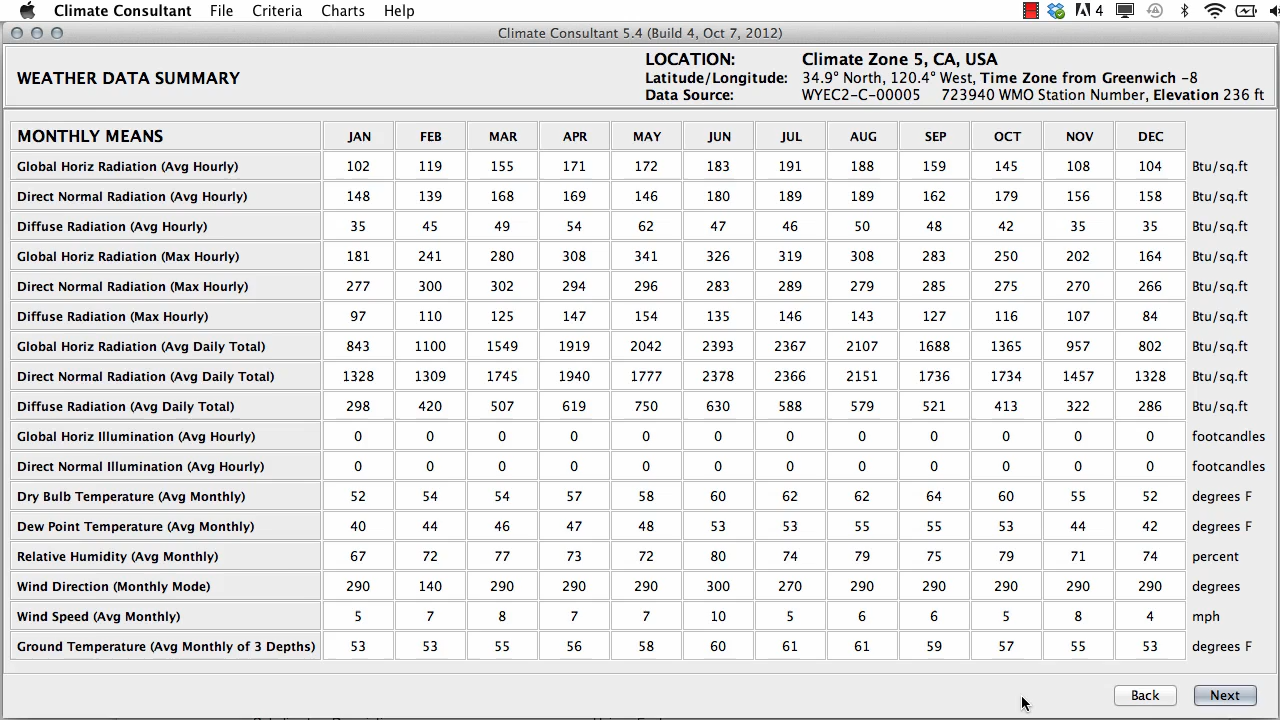 Climate Consultant File Criteria Charts Help 4
Climate Consultant 5.4 (Build 4, Oct 7, 2012)
WEATHER DATA SUMMARY
LOCATION: Climate Zone 5, CA, USA
Latitude/Longitude: 34.9° North, 120.4° West, Time Zone from Greenwich -8
Data Source: WYEC2-C-00005 723940 WMO Station Number, Elevation 236 ft
MONTHLY MEANS JAN FEB MAR APR MAY JUN JUL AUG SEP OCT NOV DEC
Global Horiz Radiation (Avg Hourly) 102 119 155 171 172 183 191 188 159 145 108 104 Btu/sq.ft
Direct Normal Radiation (Avg Hourly) 148 139 168 169 146 180 189 189 162 179 156 158 Btu/sq.ft
Diffuse Radiation (Avg Hourly) 35 45 49 54 62 47 46 50 48 42 35 35 Btu/sq.ft
Global Horiz Radiation (Max Hourly) 181 241 280 308 341 326 319 308 283 250 202 164 Btu/sq.ft
Direct Normal Radiation (Max Hourly) 277 300 302 294 296 283 289 279 285 275 270 266 Btu/sq.ft
Diffuse Radiation (Max Hourly) 97 110 125 147 154 135 146 143 127 116 107 84 Btu/sq.ft
Global Horiz Radiation (Avg Daily Total) 843 1100 1549 1919 2042 2393 2367 2107 1688 1365 957 802 Btu/sq.ft
Direct Normal Radiation (Avg Daily Total) 1328 1309 1745 1940 1777 2378 2366 2151 1736 1734 1457 1328 Btu/sq.ft
Diffuse Radiation (Avg Daily Total) 298 420 507 619 750 630 588 579 521 413 322 286 Btu/sq.ft
Global Horiz Illumination (Avg Hourly) 0 0 0 0 0 0 0 0 0 0 0 0 footcandles
Direct Normal Illumination (Avg Hourly) 0 0 0 0 0 0 0 0 0 0 0 0 footcandles
Dry Bulb Temperature (Avg Monthly) 52 54 54 57 58 60 62 62 64 60 55 52 degrees F
Dew Point Temperature (Avg Monthly) 40 44 46 47 48 53 53 55 55 53 44 42 degrees F
Relative Humidity (Avg Monthly) 67 72 77 73 72 80 74 79 75 79 71 74 percent
Wind Direction (Monthly Mode) 290 140 290 290 290 300 270 290 290 290 290 290 degrees
Wind Speed (Avg Monthly) 5 7 8 7 7 10 5 6 6 5 8 4 mph
Ground Temperature (Avg Monthly of 3 Depths) 53 53 55 56 58 60 61 61 59 57 55 53 degrees F
Back Next